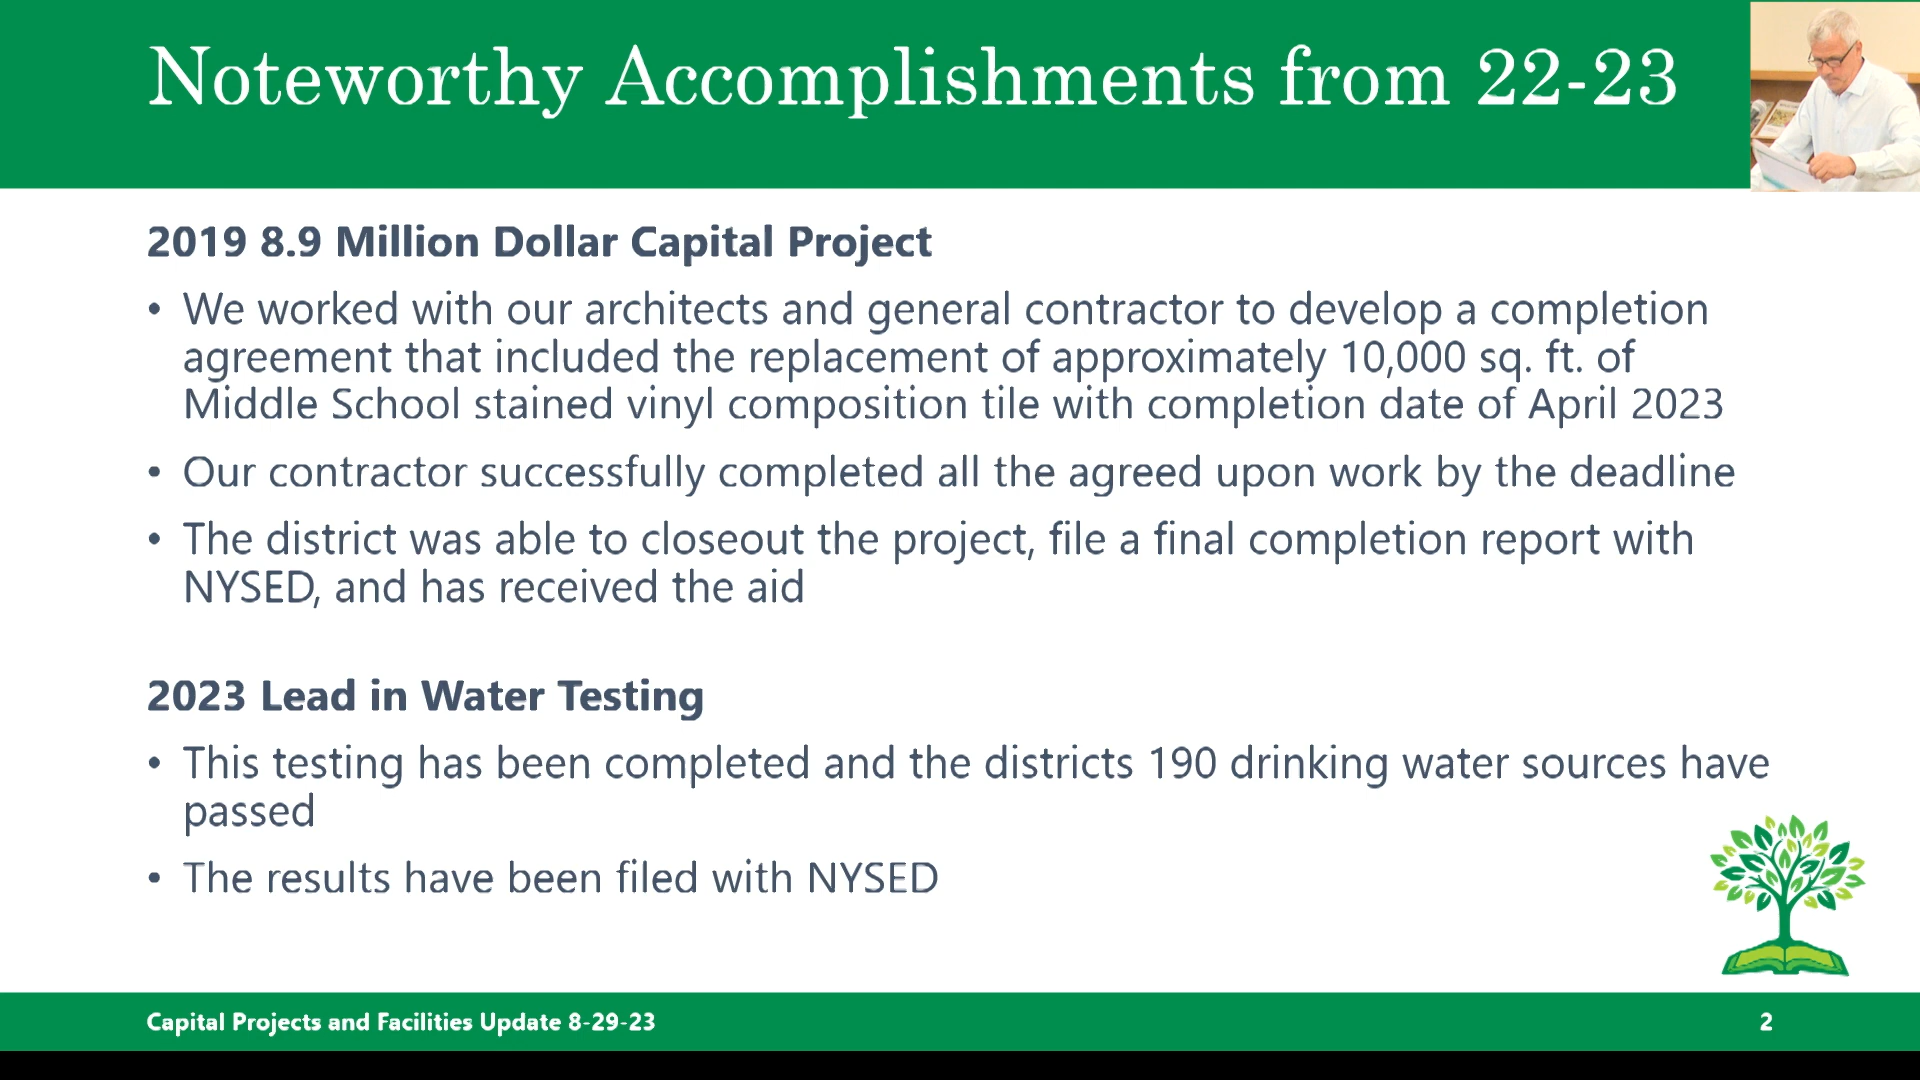 Noteworthy Accomplishments from 22-23
2019 8.9 Million Dollar Capital Project
• We worked with our architects and general contractor to develop a completion
agreement that included the replacement of approximately 10,000 sq. ft. of
Middle School stained vinyl composition tile with completion date of April 2023
• Our contractor successfully completed all the agreed upon work by the deadline
• The district was able to closeout the project, file a final completion report with
NYSED, and has received the aid
2023 Lead in Water Testing
• This testing has been completed and the districts 190 drinking water sources have
passed
• The results have been filed with NYSED
Capital Projects and Facilities Update 8-29-23
2